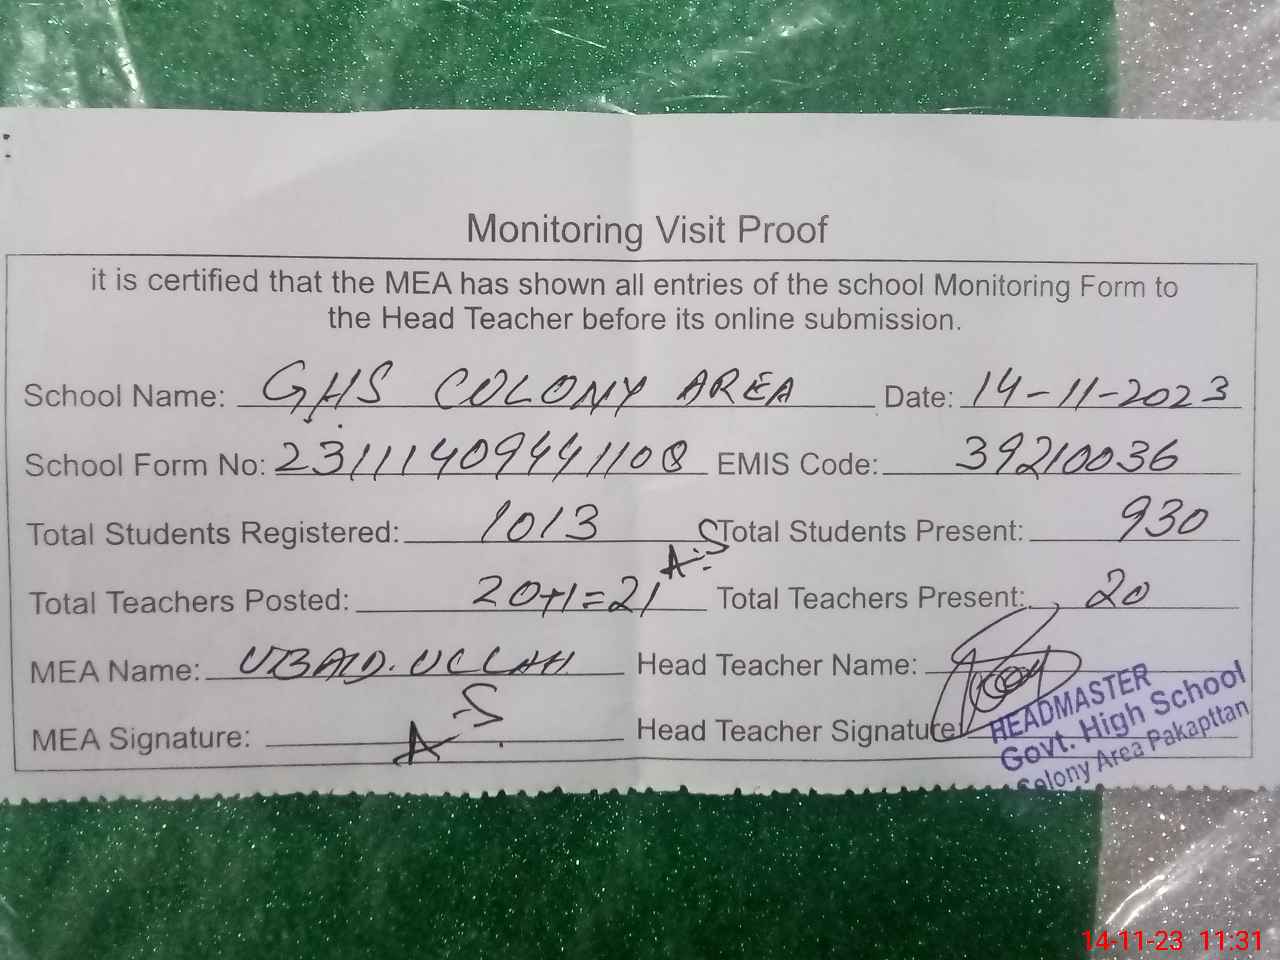 Monitoring Visit Proof
it is certified that the MEA has shown all entries of the school Monitoring Form to
the Head Teacher before its online submission.
School Name: GHS COLONY AREA Date: 14-11-2023
School Form No: 231111409441108 EMIS Code: 39210036
Total Students Registered: 1013 Total Students Present: 930
Total Teachers Posted: 20+1=21 Total Teachers Present: 20
MEA Name: UBAID.ULLAH Head Teacher Name:
MEA Signature: Head Teacher Signature:
HEADMASTER
Govt. High School
Colony Area Pakapttan
14-11-23 11:31